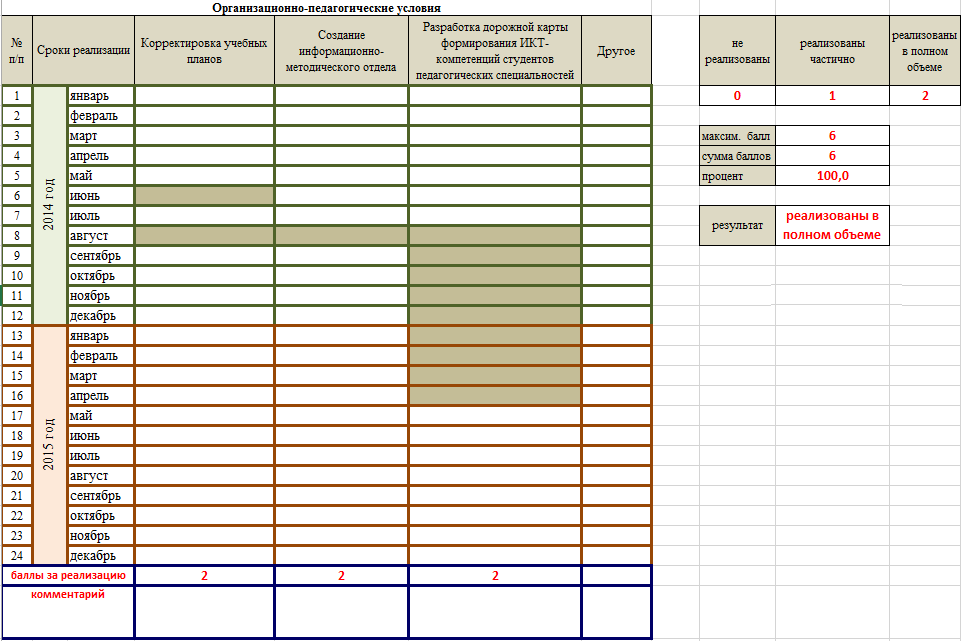 Организационно-педагогические условия
№ п/п
Сроки реализации
Корректировка учебных
планов
Создание
информационно-
методического отдела
Разработка дорожной карты
формирования ИКТ-
компетенций студентов
педагогических специальностей
Другое
1 январь
2 февраль
3 март
4 апрель
5 май
6 июнь
7 июль
8 август
9 сентябрь
10 октябрь
11 ноябрь
12 декабрь
2014 год
13 январь
14 февраль
15 март
16 апрель
17 май
18 июнь
19 июль
20 август
21 сентябрь
22 октябрь
23 ноябрь
24 декабрь
2015 год
баллы за реализацию 2 2 2
комментарий
не
реализованы
реализованы
частично
реализованы
в полном
объеме
0 1 2
максим. балл 6
сумма баллов 6
процент 100,0
результат
реализованы в
полном объеме